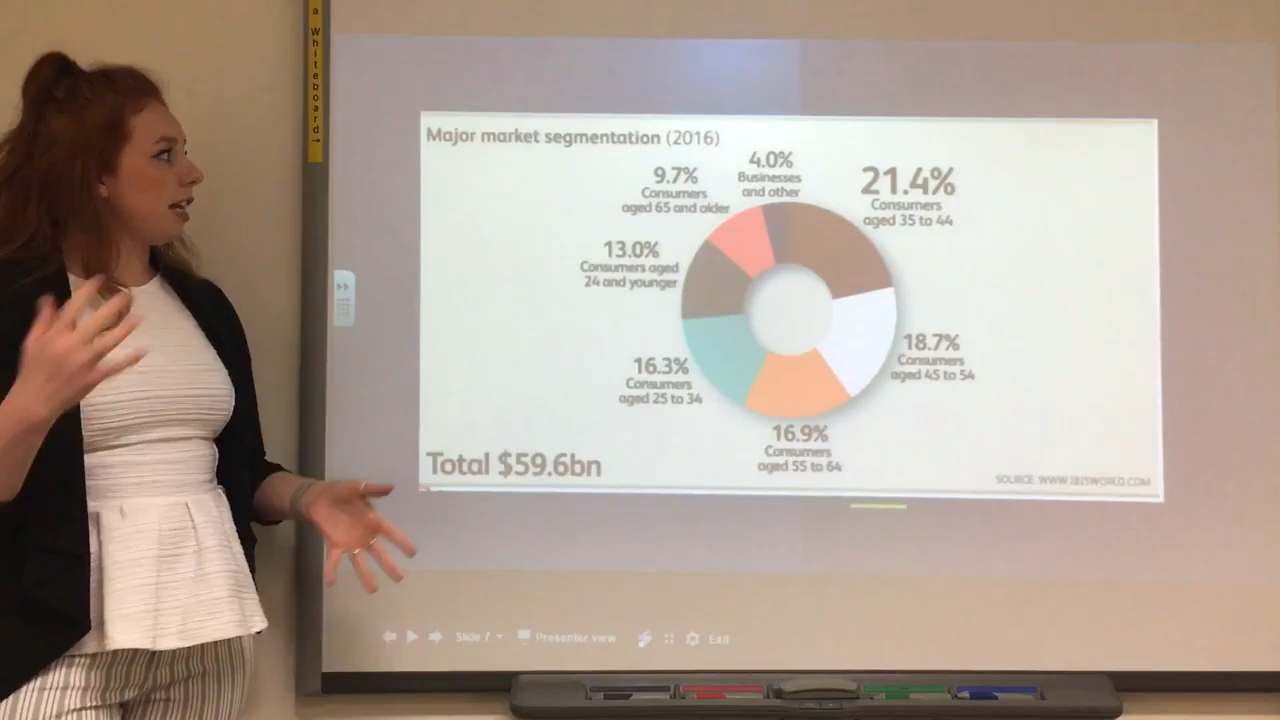 a Whiteboard→
Major market segmentation (2016)
4.0%
Businesses
and other
21.4%
Consumers
aged 35 to 44
9.7%
Consumers
aged 65 and older
13.0%
Consumers aged
24 and younger
18.7%
Consumers
aged 45 to 54
16.3%
Consumers
aged 25 to 34
16.9%
Consumers
aged 55 to 64
Total $59.6bn
SOURCE: WWW.IBISWORLD.COM
Slide 7
Presenter view
Exit